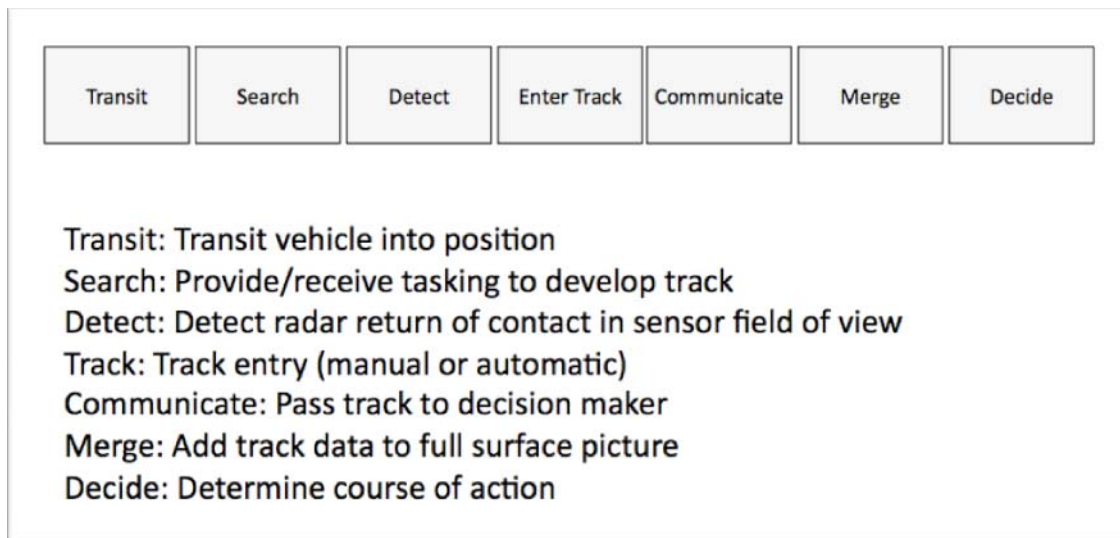 Transit Search Detect Enter Track Communicate Merge Decide
Transit: Transit vehicle into position
Search: Provide/receive tasking to develop track
Detect: Detect radar return of contact in sensor field of view
Track: Track entry (manual or automatic)
Communicate: Pass track to decision maker
Merge: Add track data to full surface picture
Decide: Determine course of action